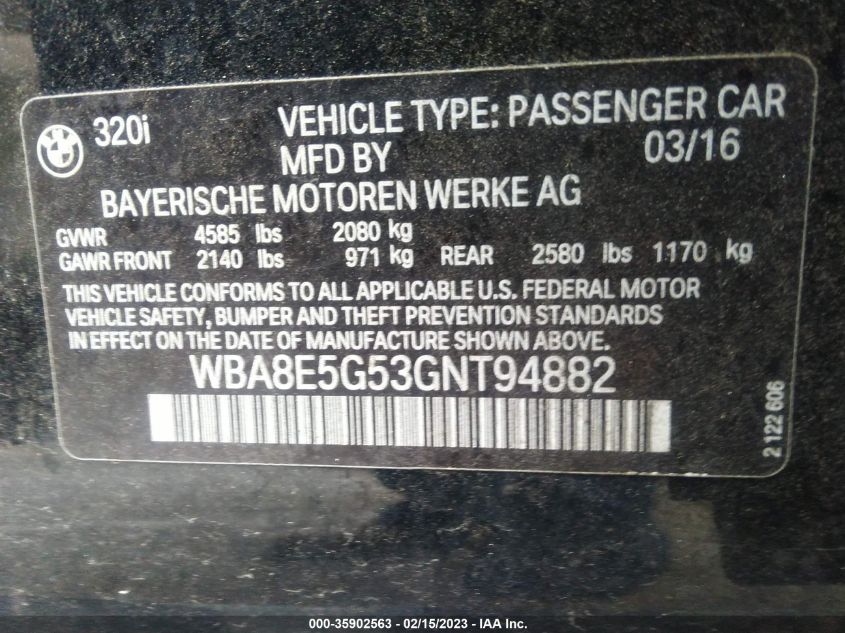 320i VEHICLE TYPE: PASSENGER CAR
MFD BY 03/16
BAYERISCHE MOTOREN WERKE AG
GVWR 4585 lbs 2080 kg
GAWR FRONT 2140 lbs 971 kg REAR 2580 lbs 1170 kg
THIS VEHICLE CONFORMS TO ALL APPLICABLE U.S. FEDERAL MOTOR
VEHICLE SAFETY, BUMPER AND THEFT PREVENTION STANDARDS
IN EFFECT ON THE DATE OF MANUFACTURE SHOWN ABOVE.
WBA8E5G53GNT94882
2 122 606
000-35902563 - 02/15/2023 - IAA Inc.